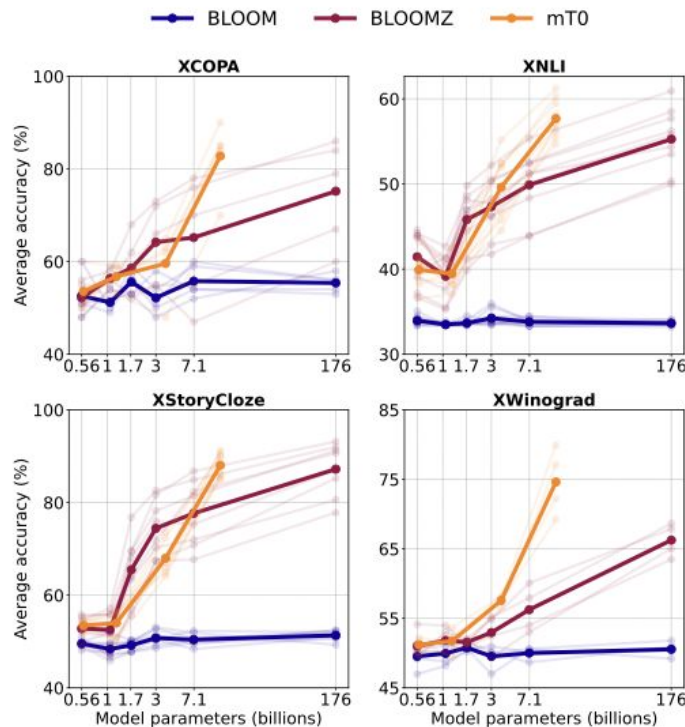 BLOOM BLOOMZ mT0
XCOPA
Average accuracy (%)
100
80
60
40
0.56 1 1.7 3 7.1 176
XNLI
60
50
40
30
0.56 1 1.7 3 7.1 176
XStoryCloze
Average accuracy (%)
100
80
60
40
0.56 1 1.7 3 7.1 176
Model parameters (billions)
XWinograd
85
75
65
55
45
0.56 1 1.7 3 7.1 176
Model parameters (billions)